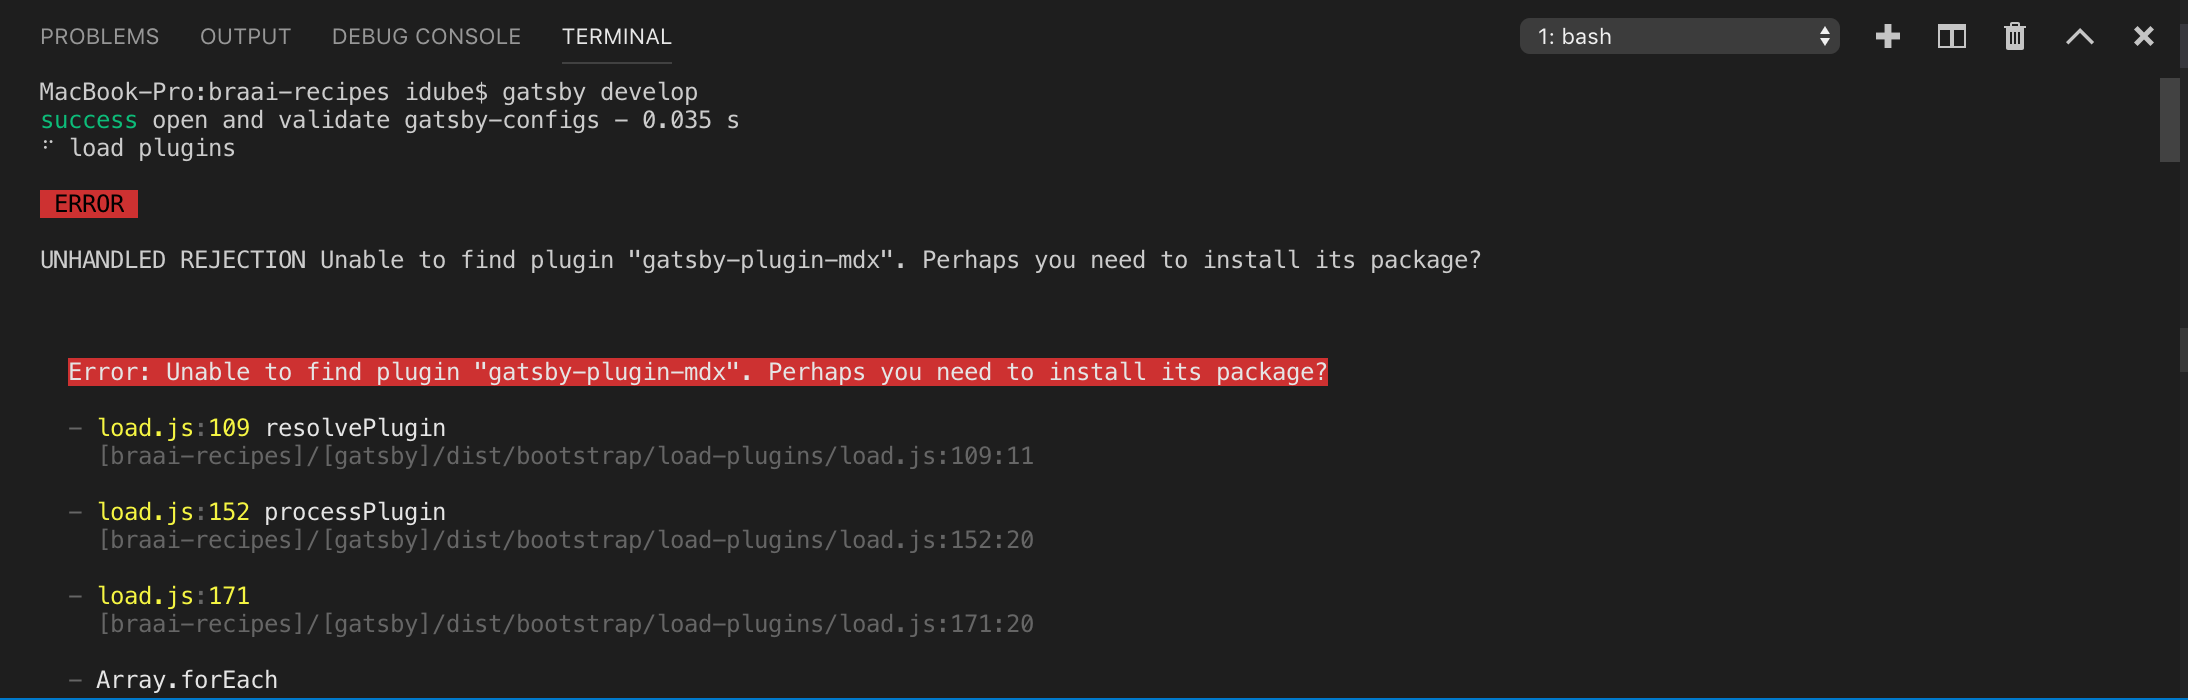 PROBLEMS OUTPUT DEBUG CONSOLE TERMINAL 1: bash
MacBook-Pro:braai-recipes idube$ gatsby develop
success open and validate gatsby-configs - 0.035 s
⠋ load plugins
ERROR
UNHANDLED REJECTION Unable to find plugin "gatsby-plugin-mdx". Perhaps you need to install its package?
Error: Unable to find plugin "gatsby-plugin-mdx". Perhaps you need to install its package?
- load.js:109 resolvePlugin
[braai-recipes]/[gatsby]/dist/bootstrap/load-plugins/load.js:109:11
- load.js:152 processPlugin
[braai-recipes]/[gatsby]/dist/bootstrap/load-plugins/load.js:152:20
- load.js:171
[braai-recipes]/[gatsby]/dist/bootstrap/load-plugins/load.js:171:20
- Array.forEach